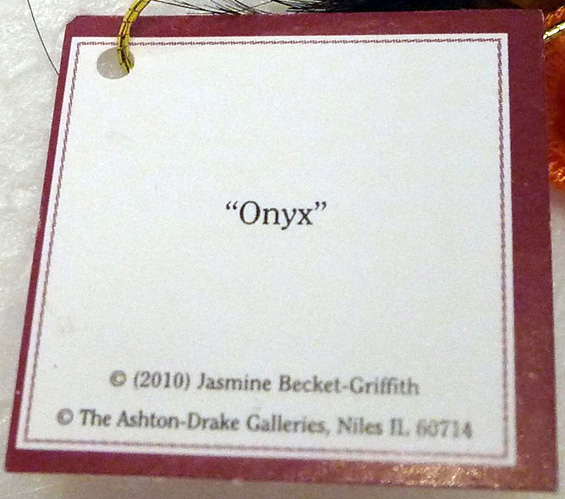 “Onyx”
© (2010) Jasmine Becket-Griffith
© The Ashton-Drake Galleries, Niles IL 60714